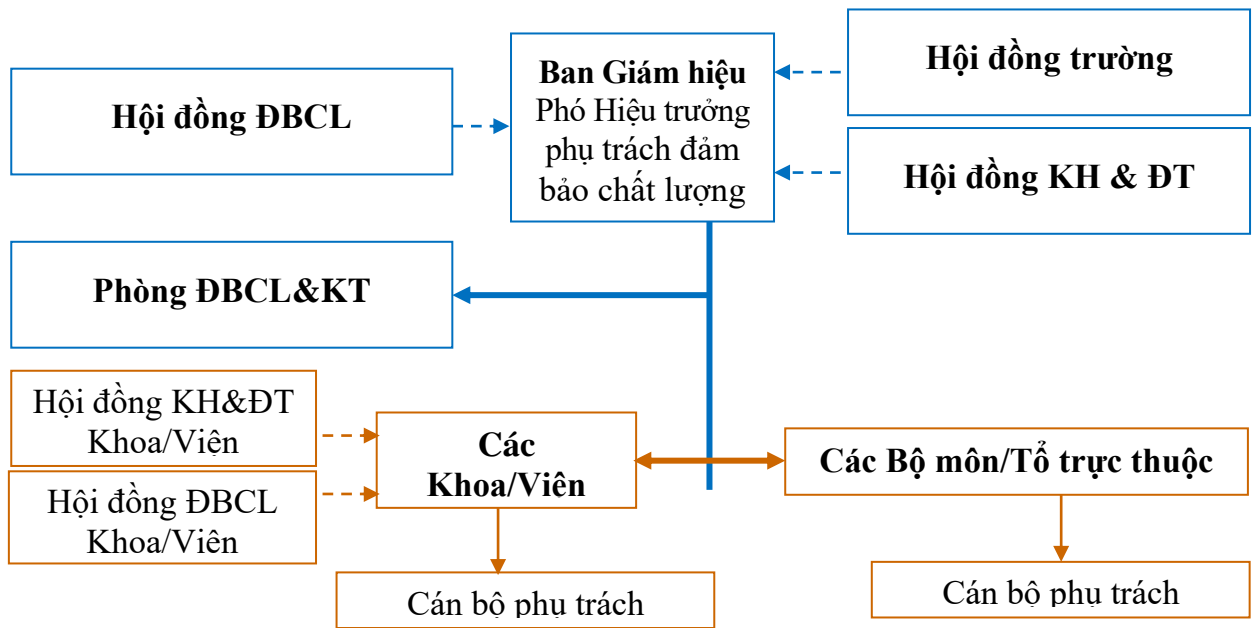 Hội đồng ĐBCL
Ban Giám hiệu
Phó Hiệu trưởng
phụ trách đảm
bảo chất lượng
Hội đồng trường
Hội đồng KH & ĐT
Phòng ĐBCL&KT
Hội đồng KH&ĐT
Khoa/Viện
Hội đồng ĐBCL
Khoa/Viện
Các
Khoa/Viên
Các Bộ môn/Tổ trực thuộc
Cán bộ phụ trách
Cán bộ phụ trách